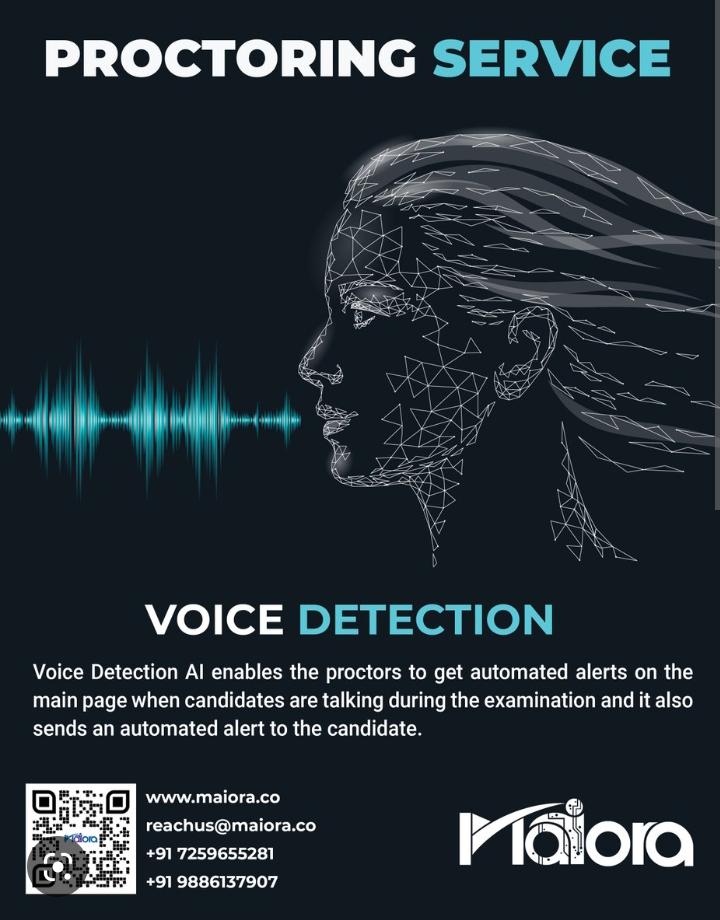 PROCTORING SERVICE
VOICE DETECTION
Voice Detection AI enables the proctors to get automated alerts on the
main page when candidates are talking during the examination and it also
sends an automated alert to the candidate.
www.maiora.co
reachus@maiora.co
+91 7259655281
+91 9886137907
Maiora
Maiora